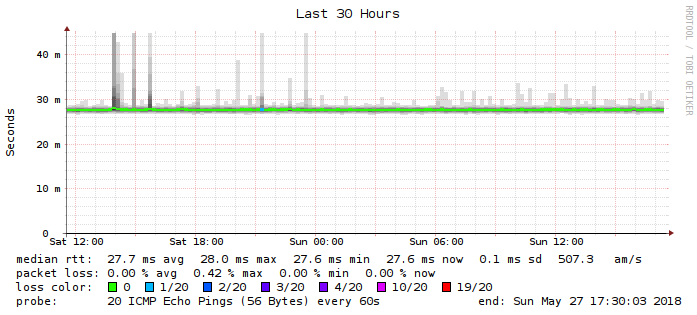 Last 30 Hours
RRDTOOL / TOBI OETIKER
Seconds
40 m
30 m
20 m
10 m
0
Sat 12:00 Sat 18:00 Sun 00:00 Sun 06:00 Sun 12:00
median rtt: 27.7 ms avg 28.0 ms max 27.6 ms min 27.6 ms now 0.1 ms sd 507.3 am/s
packet loss: 0.00 % avg 0.42 % max 0.00 % min 0.00 % now
loss color: 0 1/20 2/20 3/20 4/20 10/20 19/20
probe: 20 ICMP Echo Pings (56 Bytes) every 60s end: Sun May 27 17:30:03 2018